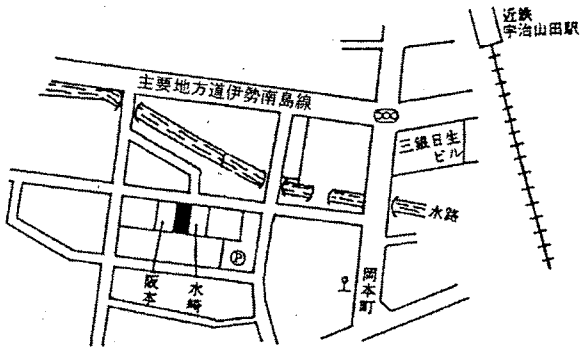 近鉄
宇治山田駅
主要地方道伊勢南島線
三銀日生
ビル
水路
P
阪本
水崎
岡本町